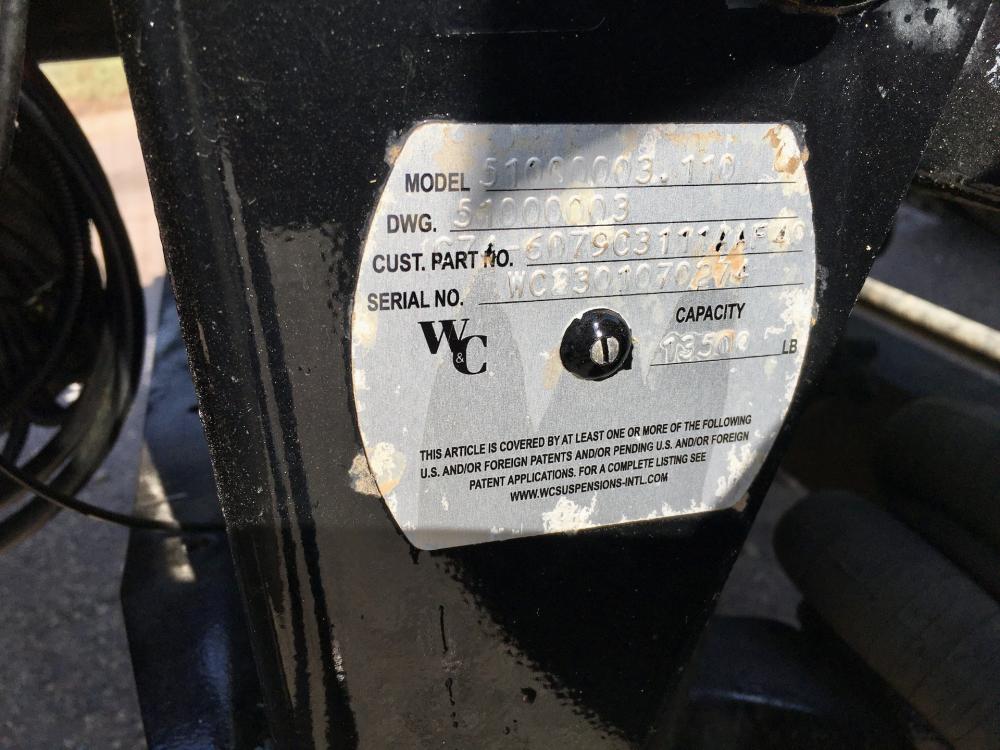 MODEL 51000003.110
DWG. 51000003
CUST. PART NO.
SERIAL NO.
W&C
CAPACITY
13500 LB
THIS ARTICLE IS COVERED BY AT LEAST ONE OR MORE OF THE FOLLOWING
U.S. AND/OR FOREIGN PATENTS AND/OR PENDING U.S. AND/OR FOREIGN
PATENT APPLICATIONS. FOR A COMPLETE LISTING SEE
WWW.WCSUSPENSIONS-INTL.COM